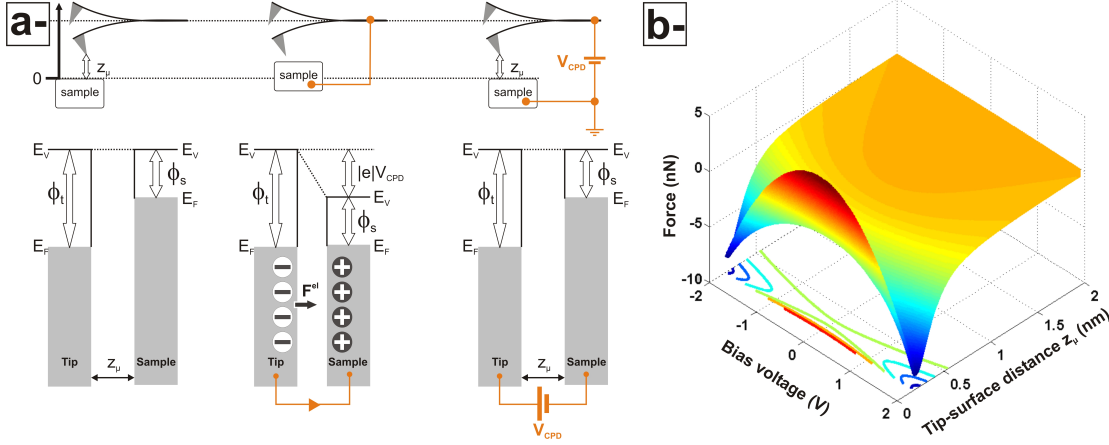 a-
0
z_μ
sample
sample
z_μ
sample
V_CPD
E_V
ϕ_t
E_F
Tip
z_μ
ϕ_s
E_F
Sample
E_V
ϕ_t
E_F
F^el
Tip
|e|V_CPD
E_V
ϕ_s
E_F
Sample
E_V
ϕ_t
E_F
Tip
z_μ
ϕ_s
E_F
Sample
V_CPD
b-
Force (nN)
5
0
-5
-10
-2
-1
0
1
2
Bias voltage (V)
0
0.5
1
1.5
2
Tip-surface distance z_μ (nm)